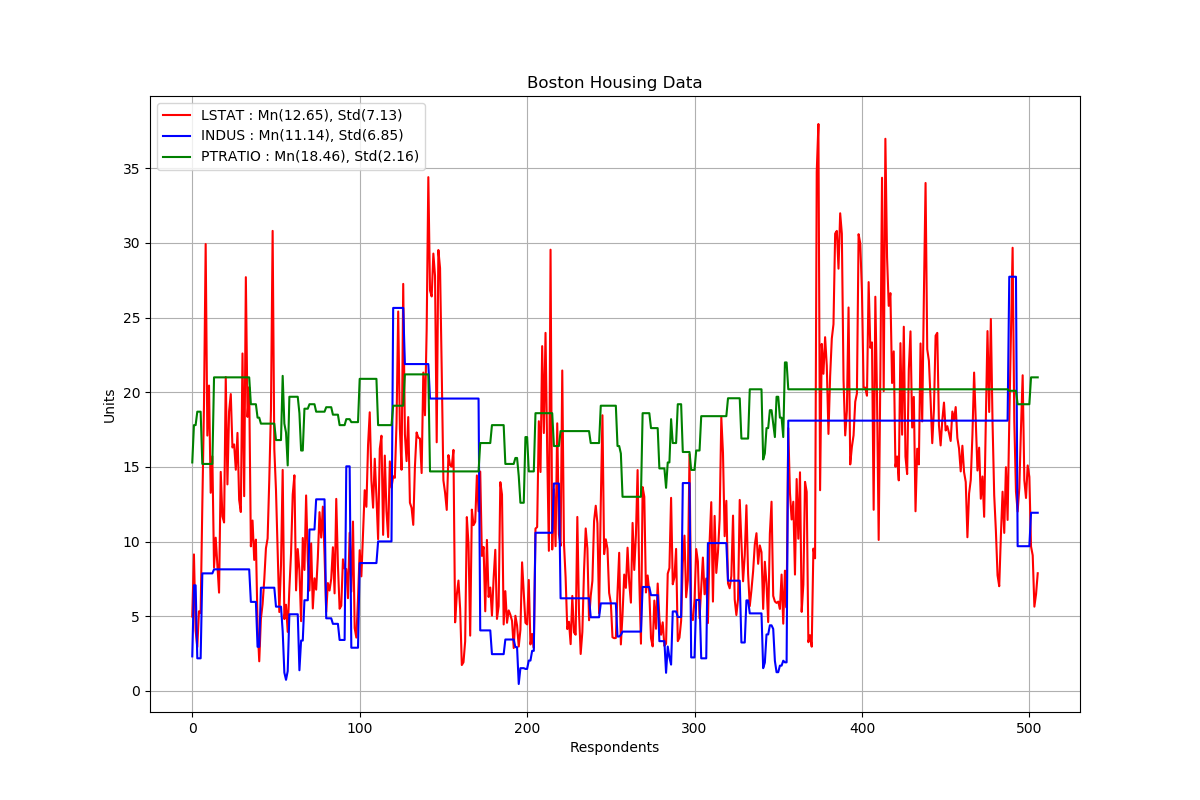 Boston Housing Data
LSTAT : Mn(12.65), Std(7.13)
INDUS : Mn(11.14), Std(6.85)
PTRATIO : Mn(18.46), Std(2.16)
35
30
25
20
15
10
5
0
Units
0 100 200 300 400 500
Respondents